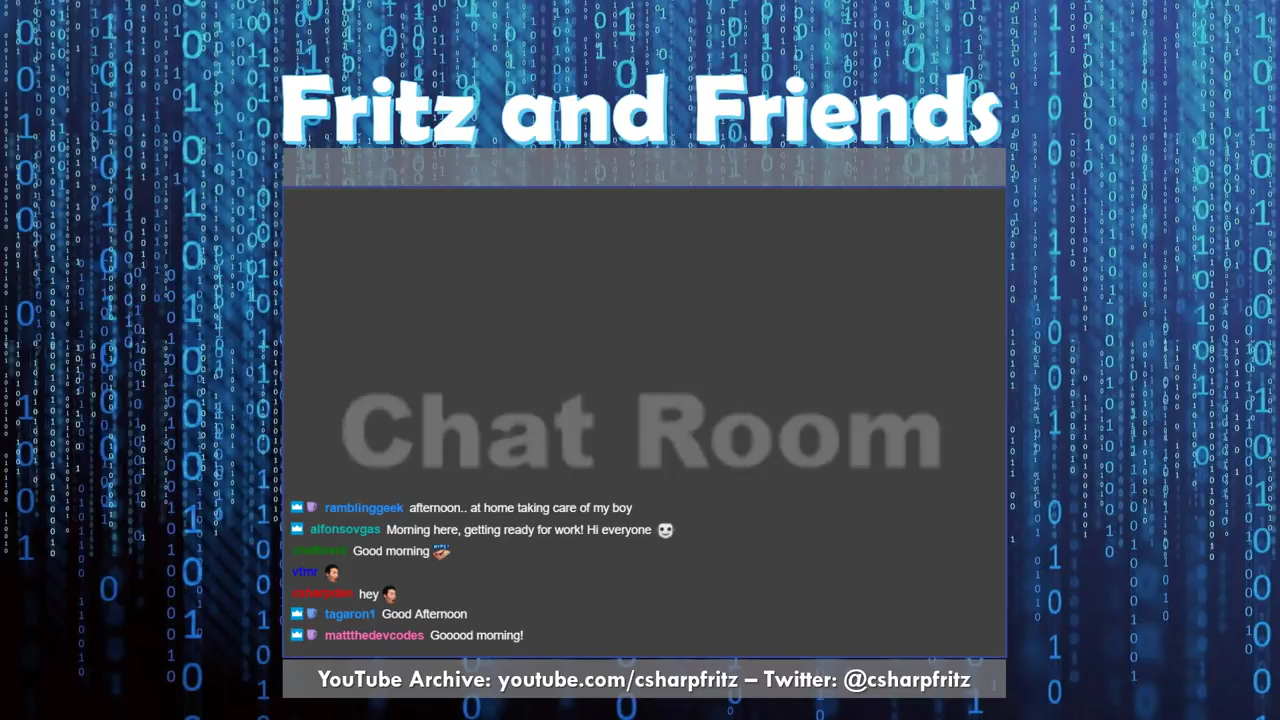 Fritz and Friends
Chat Room
ramblinggeek afternoon.. at home taking care of my boy
alfonsovgas Morning here, getting ready for work! Hi everyone
Good morning
vtmr
hey
tagaron1 Good Afternoon
mattthedevcodes Gooood morning!
YouTube Archive: youtube.com/csharpfritz – Twitter: @csharpfritz